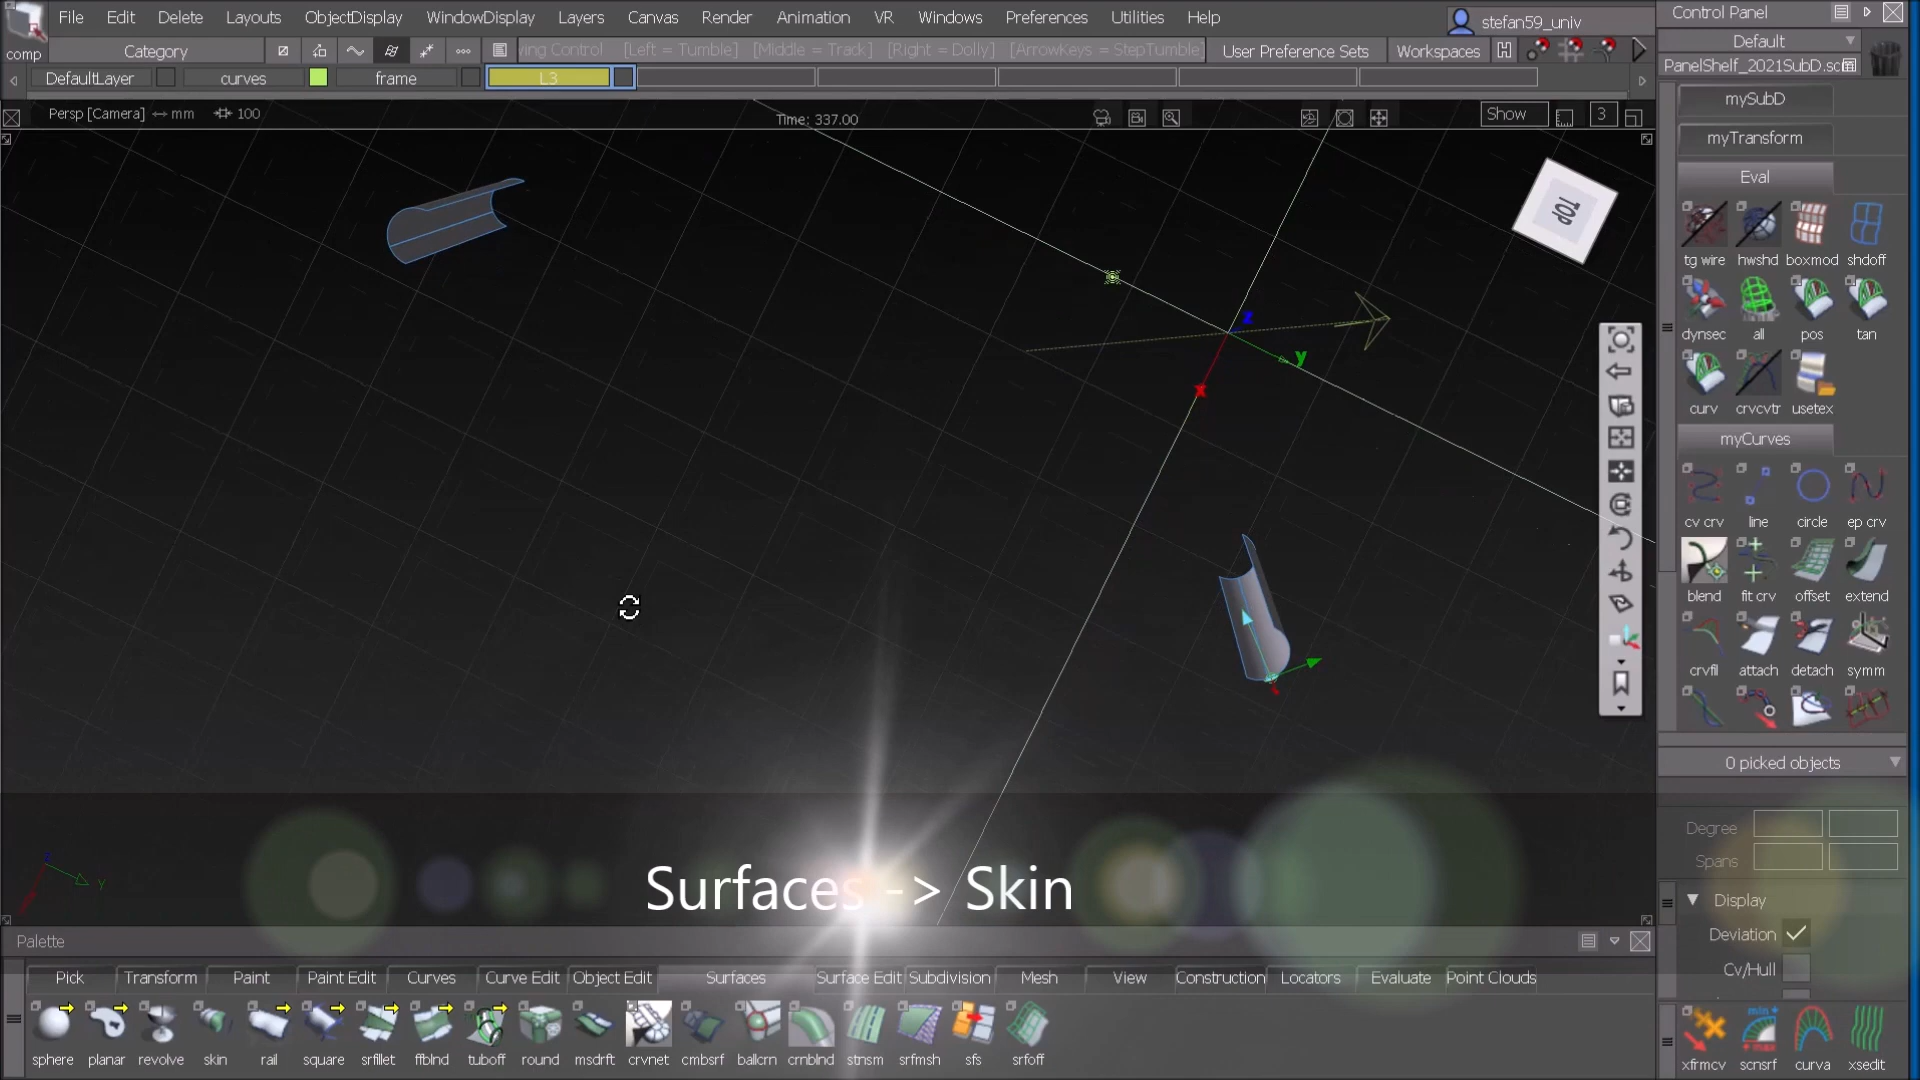 File Edit Delete Layouts ObjectDisplay WindowDisplay Layers Canvas Render Animation VR Windows Preferences Utilities Help
stefan59_univ
Control Panel
comp
Category
ving Control [Left = Tumble] [Middle = Track] [Right = Dolly] [ArrowKeys = StepTumble]
User Preference Sets
Workspaces
Default
PanelShelf_2021SubD.sc
DefaultLayer curves frame L3
Persp [Camera] mm 100
Time: 337.00
Show 3
TOP
z
y
x
mySubD
myTransform
Eval
tg wire hwshd boxmod shdoff
dynsec all pos tan
curv crvcvtr usetex
myCurves
cv crv line circle ep crv
blend fit crv offset extend
crvfil attach detach symm
0 picked objects
Degree
Spans
Display
Deviation
Cv/Hull
y
Surfaces -> Skin
Palette
Pick Transform Paint Paint Edit Curves Curve Edit Object Edit Surfaces Surface Edit Subdivision Mesh View Construction Locators Evaluate Point Clouds
sphere planar revolve skin rail square srfillet ffblnd tuboff round msdrft crvnet cmbsrf ballcrn crnblnd stnsm srfmsh sfs srfoff
min
max
xfrmcv scnsrf curva xsedit